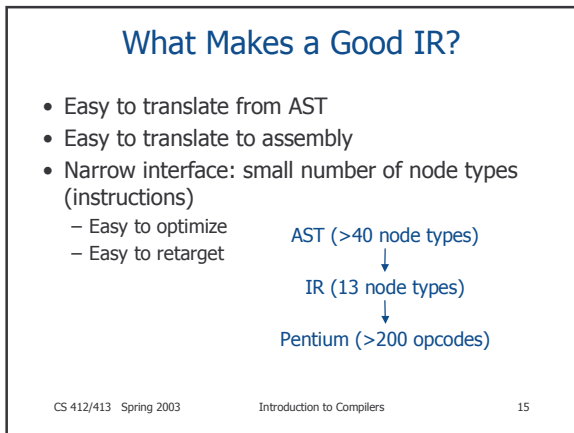 What Makes a Good IR?
• Easy to translate from AST
• Easy to translate to assembly
• Narrow interface: small number of node types
(instructions)
– Easy to optimize
– Easy to retarget
AST (>40 node types)
IR (13 node types)
Pentium (>200 opcodes)
CS 412/413 Spring 2003 Introduction to Compilers 15